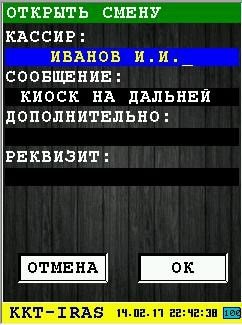 ОТКРЫТЬ СМЕНУ
КАССИР:
ИВАНОВ И.И._
СООБЩЕНИЕ:
КИОСК НА ДАЛЬНЕЙ
ДОПОЛНИТЕЛЬНО:
РЕКВИЗИТ:
ОТМЕНА ОК
KKT-IRAS 14.02.17 22:42:38 100